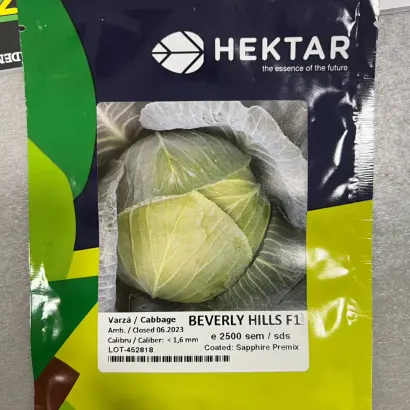 HEKTAR
the essence of the future
Varză / Cabbage
BEVERLY HILLS F1
Amb. / Closed 06.2023
e 2500 sem / sds
Calibru / Caliber: < 1,6 mm
Coated: Sapphire Premix
LOT-452818